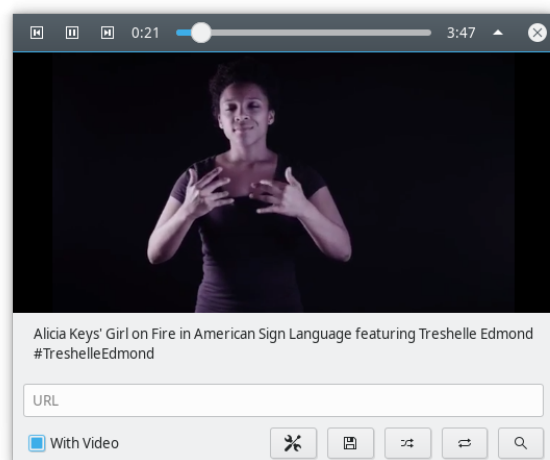 0:21 3:47
Alicia Keys' Girl on Fire in American Sign Language featuring Treshelle Edmond
#TreshelleEdmond
URL
With Video